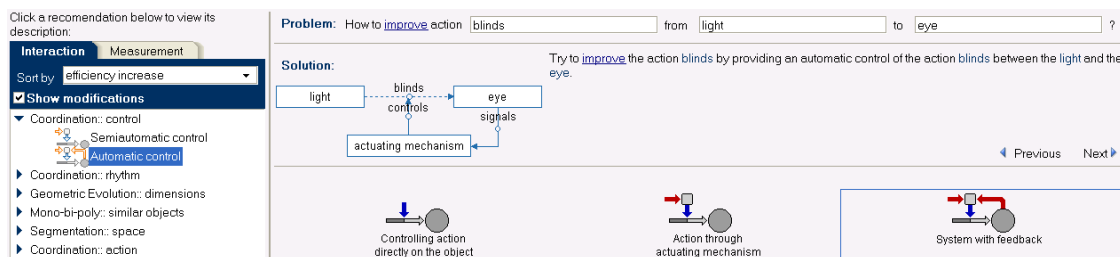 Click a recomendation below to view its
description:
Interaction Measurement
Sort by efficiency increase
Show modifications
Coordination:: control
Semiautomatic control
Automatic control
Coordination:: rhythm
Geometric Evolution:: dimensions
Mono-bi-poly:: similar objects
Segmentation:: space
Coordination:: action
Problem: How to improve action blinds from light to eye ?
Solution:
Try to improve the action blinds by providing an automatic control of the action blinds between the light and the
eye.
light
blinds
eye
controls
signals
actuating mechanism
Previous Next
Controlling action
directly on the object
Action through
actuating mechanism
System with feedback